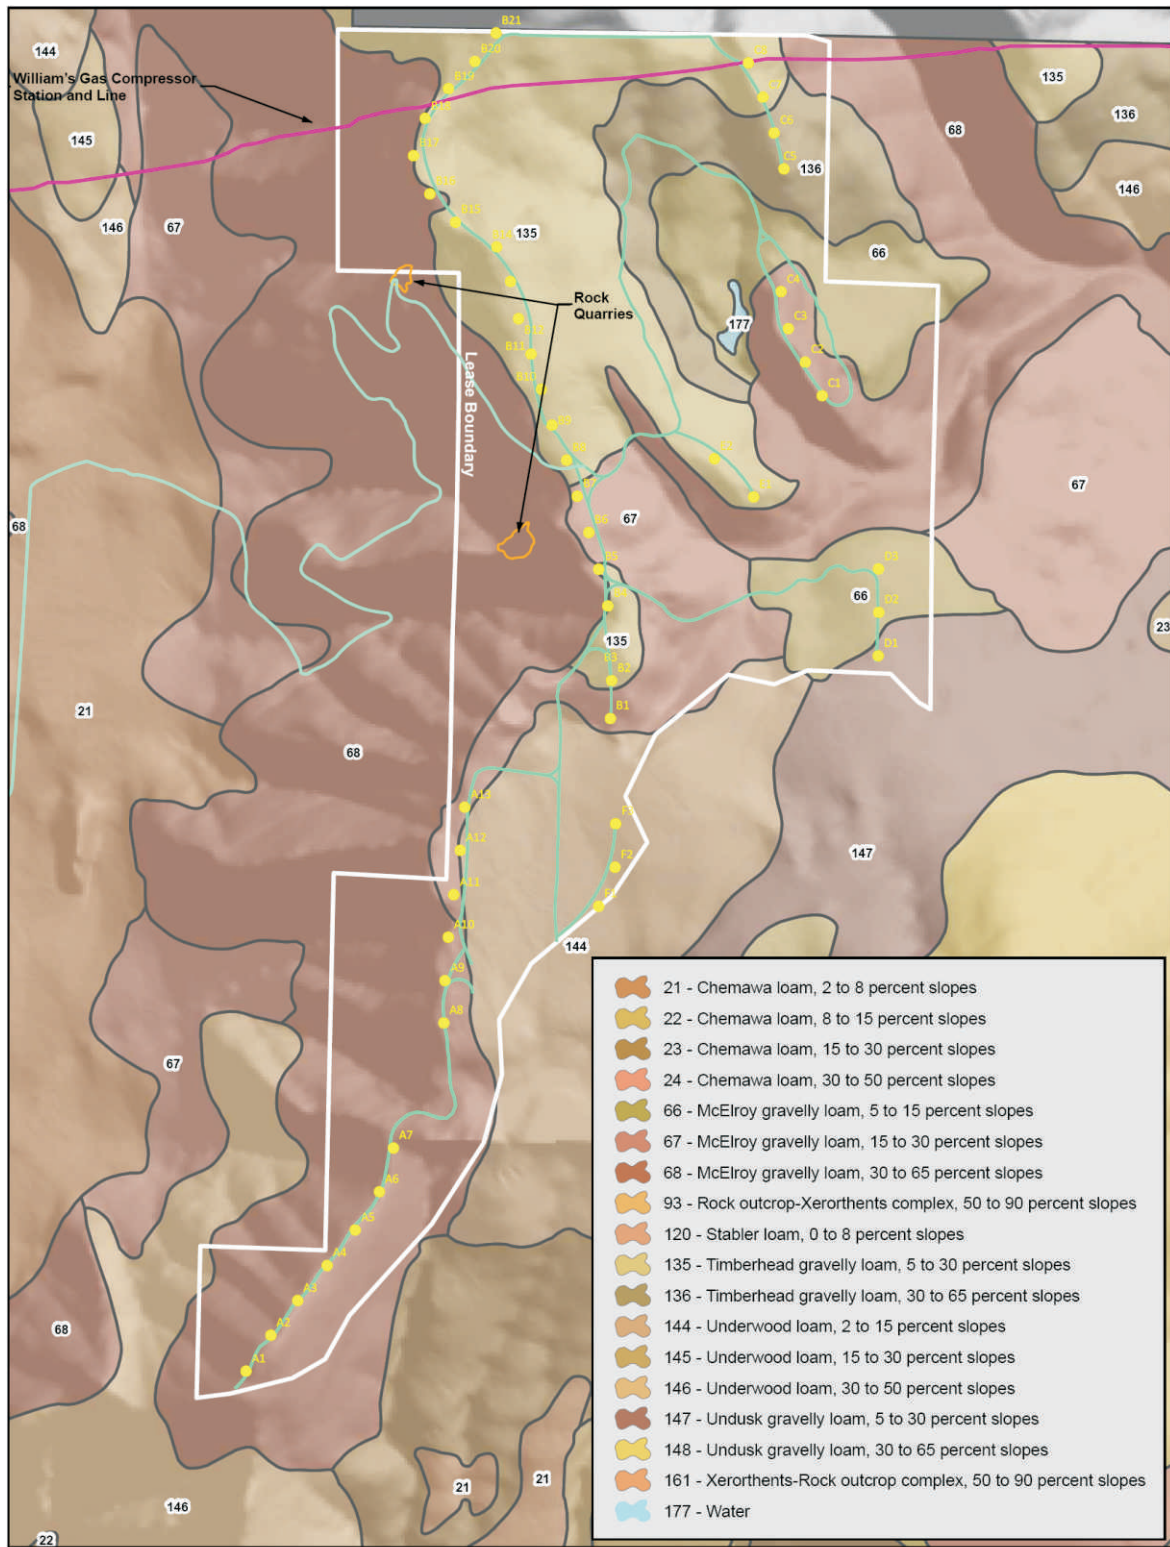 B21
144
B20
C8
135
William's Gas Compressor
Station and Line
B19
C7
136
B18
C6
68
145
B17
C5
136
146
B16
146
67
B15
135
66
B14
Rock
Quarries
C4
177
C3
B12
B11
C2
Lease Boundary
B10
C1
B9
B8
67
B7
67
68
B6
B5
D3
B4
66
D2
23
135
B3
D1
B2
21
B1
68
A13
A12
F2
147
A11
A10
144
A9
A8
67
A7
A6
A5
A4
A3
68
A2
A1
21
21
146
22
21 - Chemawa loam, 2 to 8 percent slopes
22 - Chemawa loam, 8 to 15 percent slopes
23 - Chemawa loam, 15 to 30 percent slopes
24 - Chemawa loam, 30 to 50 percent slopes
66 - McElroy gravelly loam, 5 to 15 percent slopes
67 - McElroy gravelly loam, 15 to 30 percent slopes
68 - McElroy gravelly loam, 30 to 65 percent slopes
93 - Rock outcrop-Xerorthents complex, 50 to 90 percent slopes
120 - Stabler loam, 0 to 8 percent slopes
135 - Timberhead gravelly loam, 5 to 30 percent slopes
136 - Timberhead gravelly loam, 30 to 65 percent slopes
144 - Underwood loam, 2 to 15 percent slopes
145 - Underwood loam, 15 to 30 percent slopes
146 - Underwood loam, 30 to 50 percent slopes
147 - Undusk gravelly loam, 5 to 30 percent slopes
148 - Undusk gravelly loam, 30 to 65 percent slopes
161 - Xerorthents-Rock outcrop complex, 50 to 90 percent slopes
177 - Water